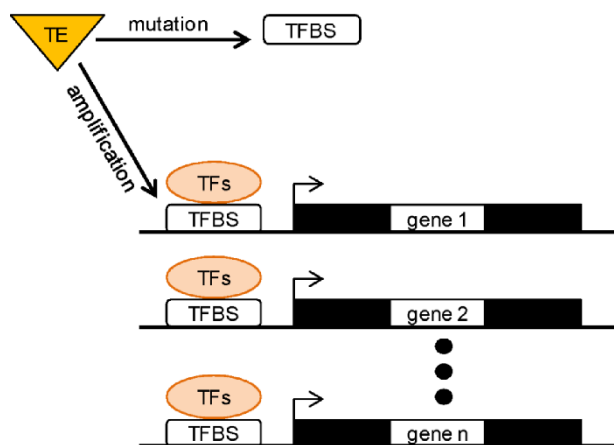 TE
mutation
TFBS
amplification
TFs
TFBS
gene 1
TFs
TFBS
gene 2
TFs
TFBS
gene n